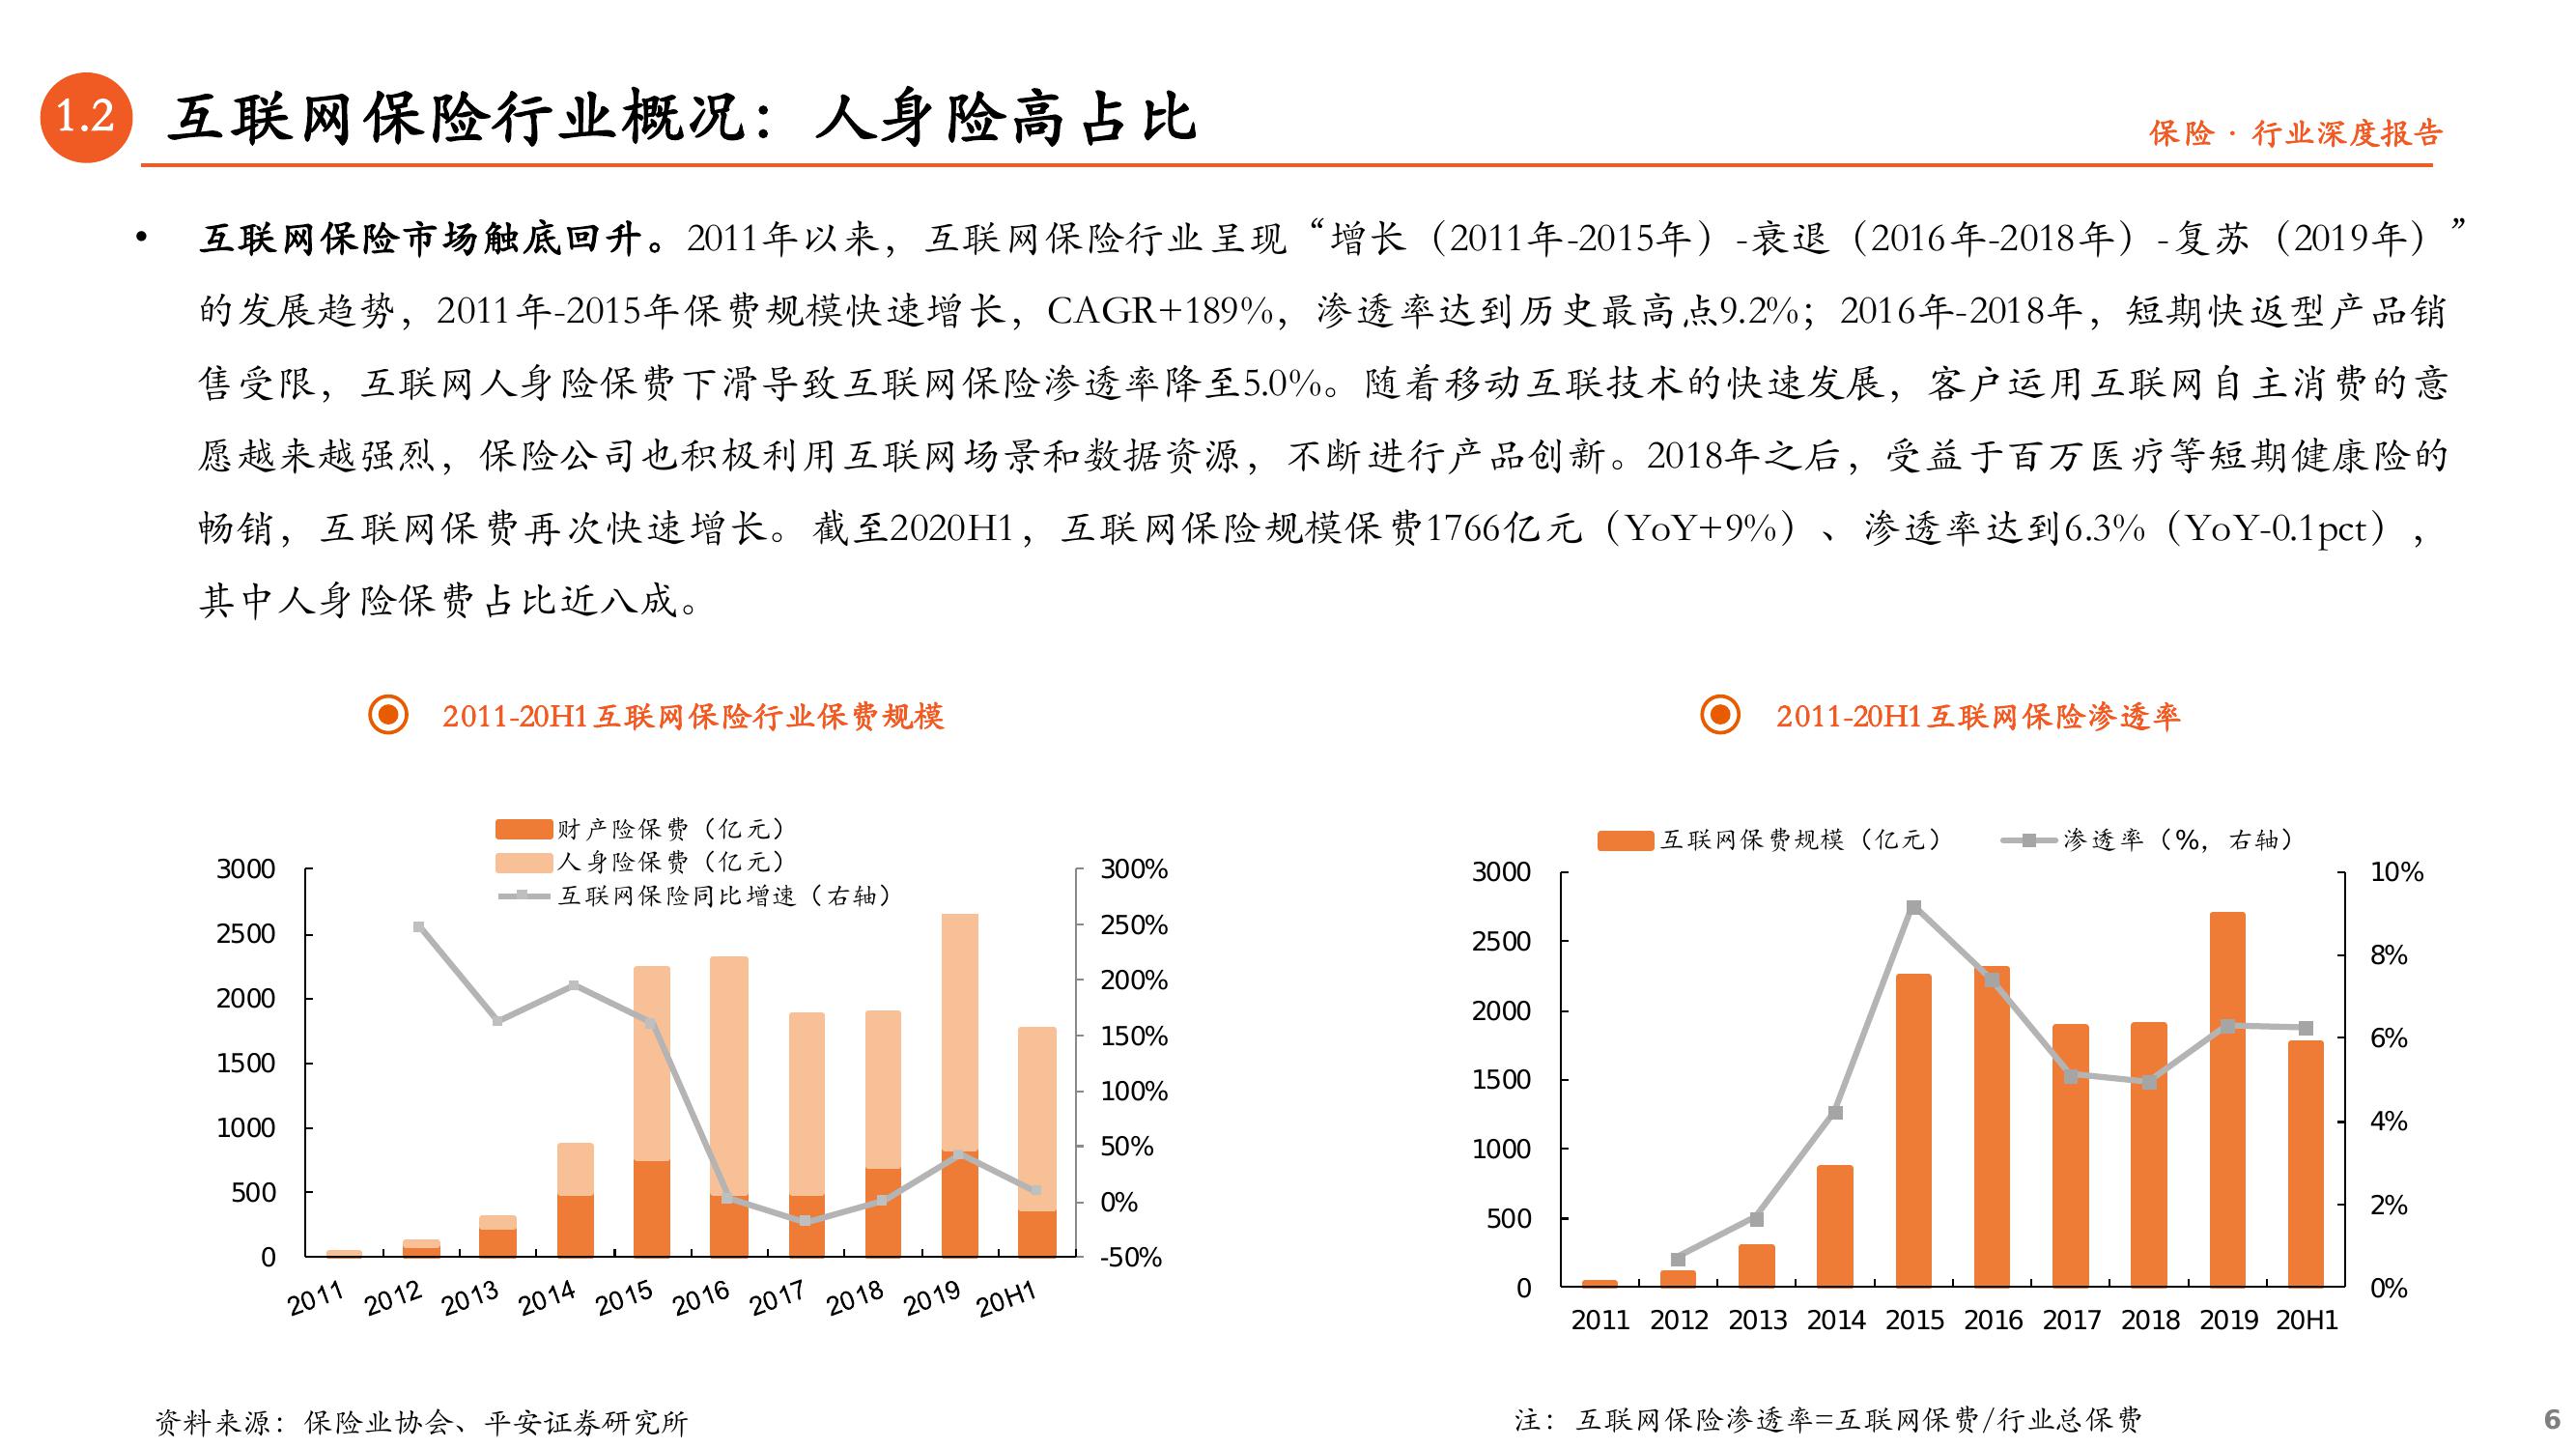 1.2
互联网保险行业概况：人身险高占比
保险 · 行业深度报告
• 互联网保险市场触底回升。2011年以来，互联网保险行业呈现“增长（2011年-2015年）-衰退（2016年-2018年）-复苏（2019年）”
的发展趋势，2011年-2015年保费规模快速增长，CAGR+189%，渗透率达到历史最高点9.2%；2016年-2018年，短期快返型产品销
售受限，互联网人身险保费下滑导致互联网保险渗透率降至5.0%。随着移动互联技术的快速发展，客户运用互联网自主消费的意
愿越来越强烈，保险公司也积极利用互联网场景和数据资源，不断进行产品创新。2018年之后，受益于百万医疗等短期健康险的
畅销，互联网保费再次快速增长。截至2020H1，互联网保险规模保费1766亿元（YoY+9%）、渗透率达到6.3%（YoY-0.1pct），
其中人身险保费占比近八成。
2011-20H1互联网保险行业保费规模
财产险保费（亿元）
人身险保费（亿元）
互联网保险同比增速（右轴）
3000
2500
2000
1500
1000
500
0
300%
250%
200%
150%
100%
50%
0%
-50%
2011 2012 2013 2014 2015 2016 2017 2018 2019 20H1
2011-20H1互联网保险渗透率
互联网保费规模（亿元） 渗透率（%，右轴）
3000
2500
2000
1500
1000
500
0
10%
8%
6%
4%
2%
0%
2011 2012 2013 2014 2015 2016 2017 2018 2019 20H1
资料来源：保险业协会、平安证券研究所
注：互联网保险渗透率=互联网保费/行业总保费
6